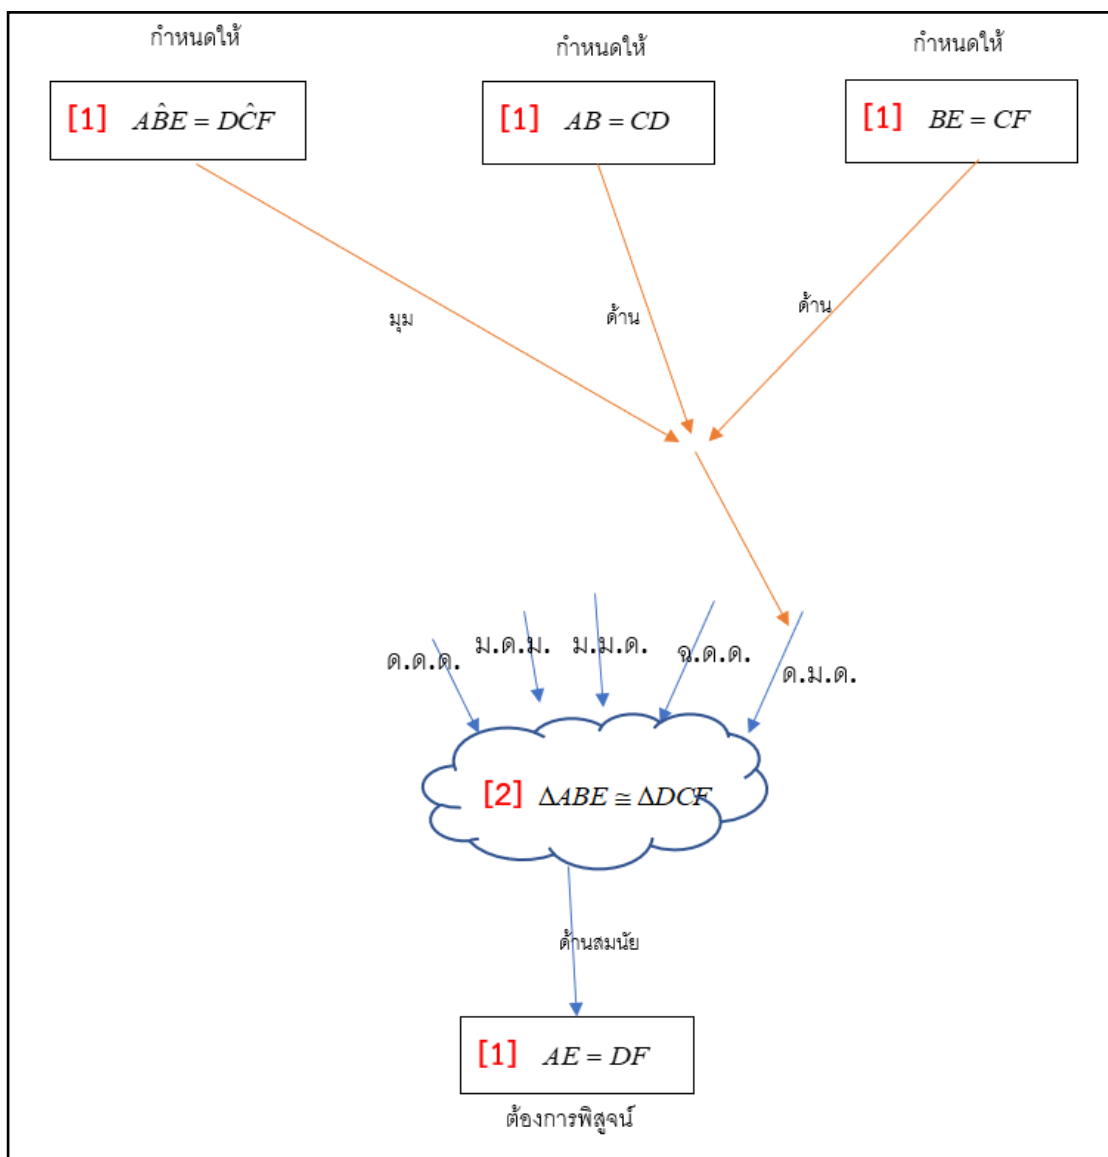 กำหนดให้
กำหนดให้
กำหนดให้
[1] AB̂E = DĈF
[1] AB = CD
[1] BE = CF
มุม
ด้าน
ด้าน
ด.ด.ด.
ม.ด.ม.
ม.ม.ด.
ฉ.ด.ด.
ด.ม.ด.
[2] ΔABE ≅ ΔDCF
ด้านสมนัย
[1] AE = DF
ต้องการพิสูจน์